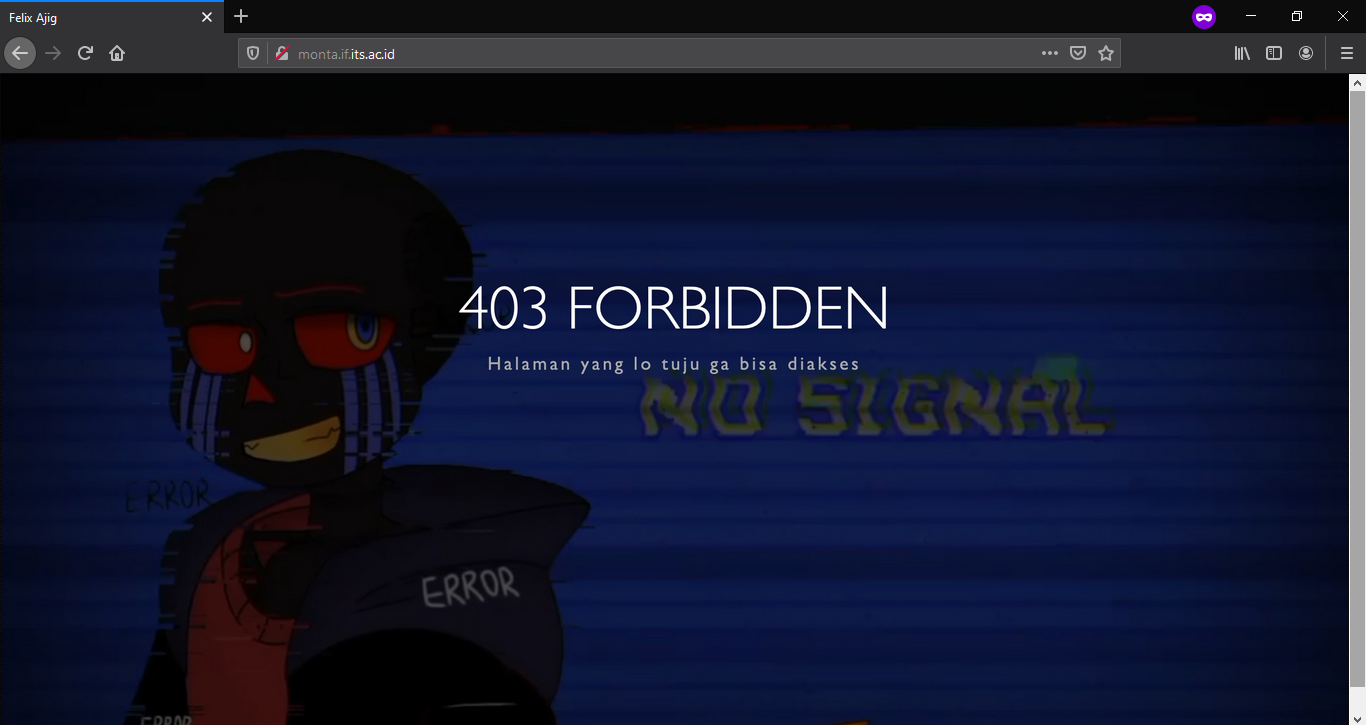 Felix Ajig
monta.if.its.ac.id
403 FORBIDDEN
Halaman yang lo tuju ga bisa diakses
NO SIGNAL
ERROR
ERROR
ERROR